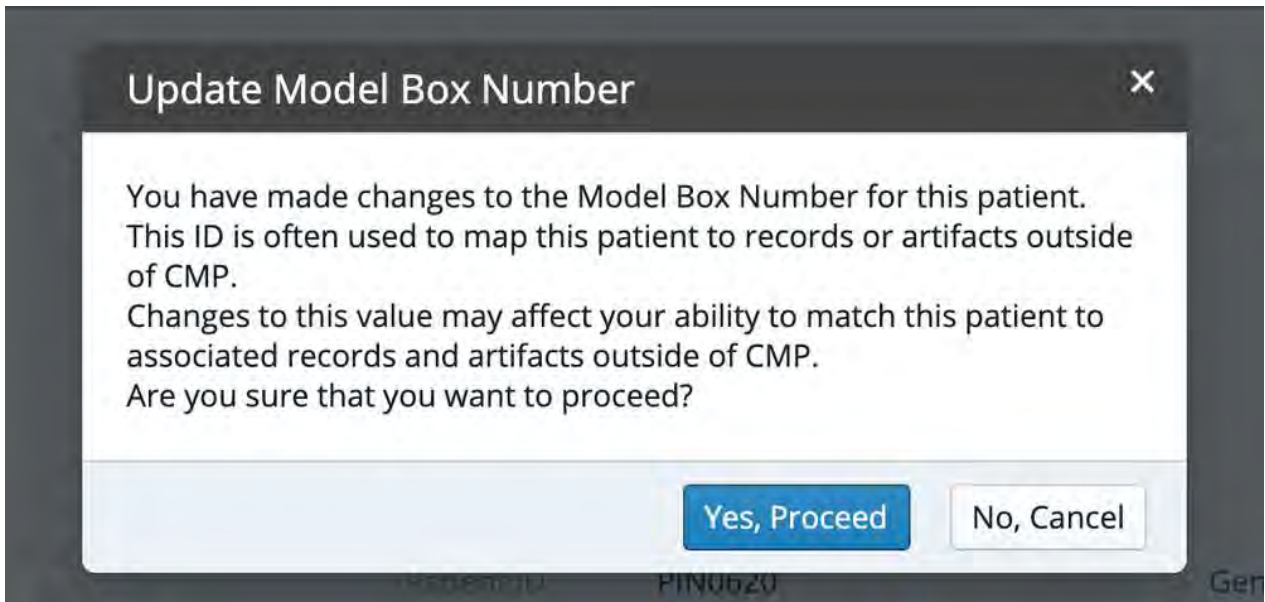 Update Model Box Number ×
You have made changes to the Model Box Number for this patient.
This ID is often used to map this patient to records or artifacts outside
of CMP.
Changes to this value may affect your ability to match this patient to
associated records and artifacts outside of CMP.
Are you sure that you want to proceed?
Yes, Proceed No, Cancel
PIN0620 Gen